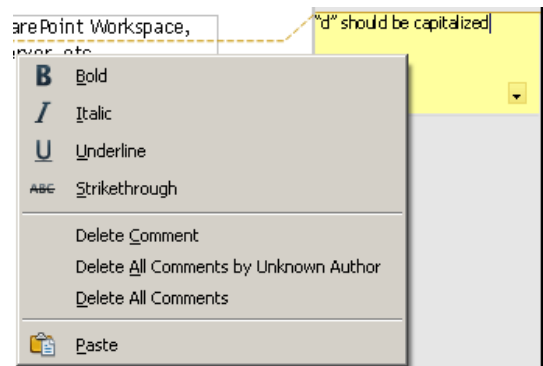 arePoint Workspace,
"d" should be capitalized
etc
B Bold
I Italic
U Underline
ABC Strikethrough
Delete Comment
Delete All Comments by Unknown Author
Delete All Comments
Paste